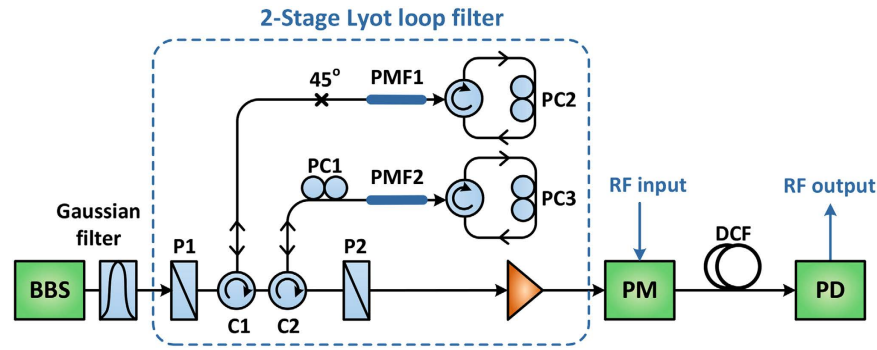 2-Stage Lyot loop filter
45° PMF1
PC2
PC1
PMF2
PC3
RF input
RF output
Gaussian
filter
P1
P2
DCF
BBS
PM
PD
C1
C2